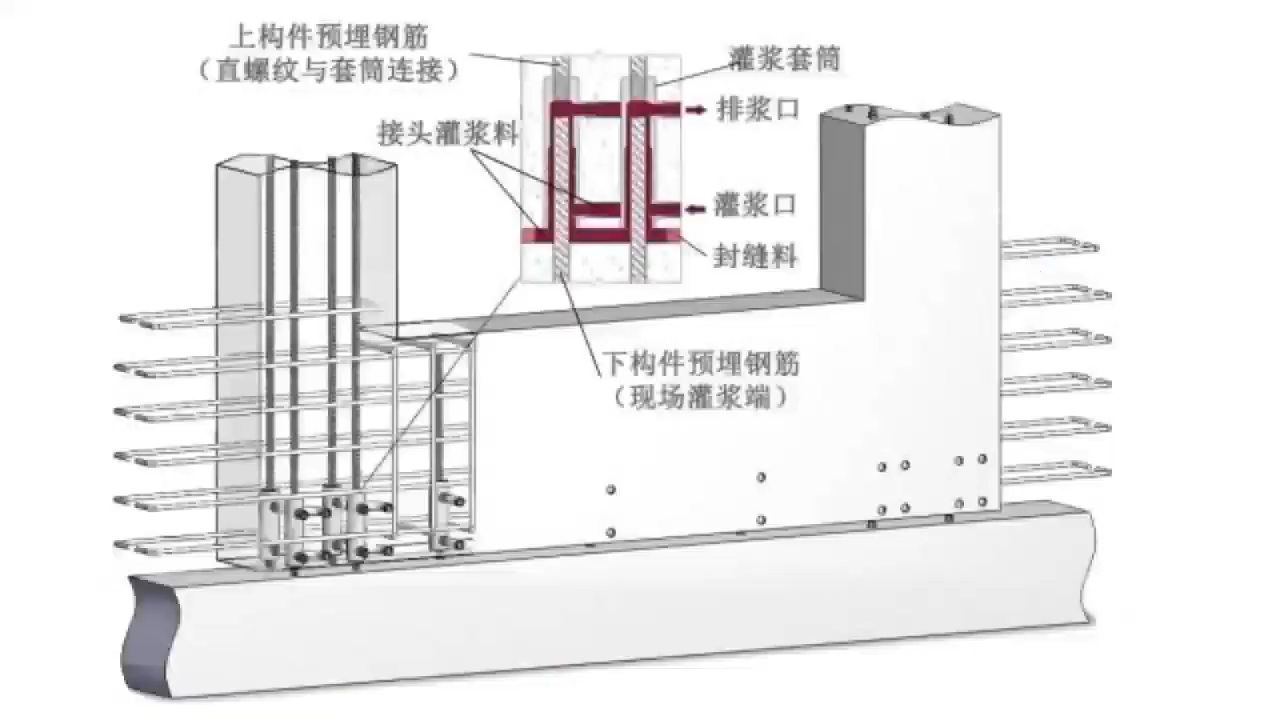 上构件预埋钢筋
（直螺纹与套筒连接）
灌浆套筒
排浆口
接头灌浆料
灌浆口
封缝料
下构件预埋钢筋
（现场灌浆端）